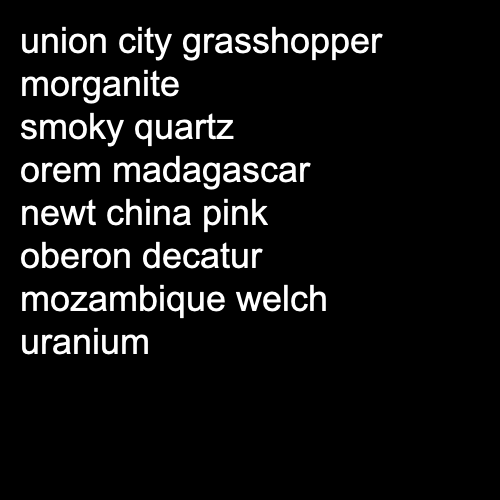 union city grasshopper
morganite
smoky quartz
orem madagascar
newt china pink
oberon decatur
mozambique welch
uranium